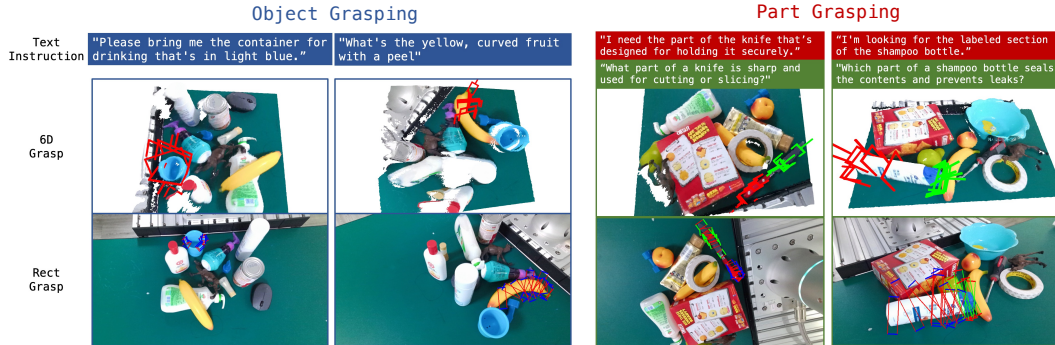 Object Grasping
Part Grasping
Text
Instruction
"Please bring me the container for
drinking that's in light blue."
"What's the yellow, curved fruit
with a peel"
"I need the part of the knife that's
designed for holding it securely."
"What part of a knife is sharp and
used for cutting or slicing?"
"I'm looking for the labeled section
of the shampoo bottle."
"Which part of a shampoo bottle seals
the contents and prevents leaks?
6D
Grasp
Rect
Grasp